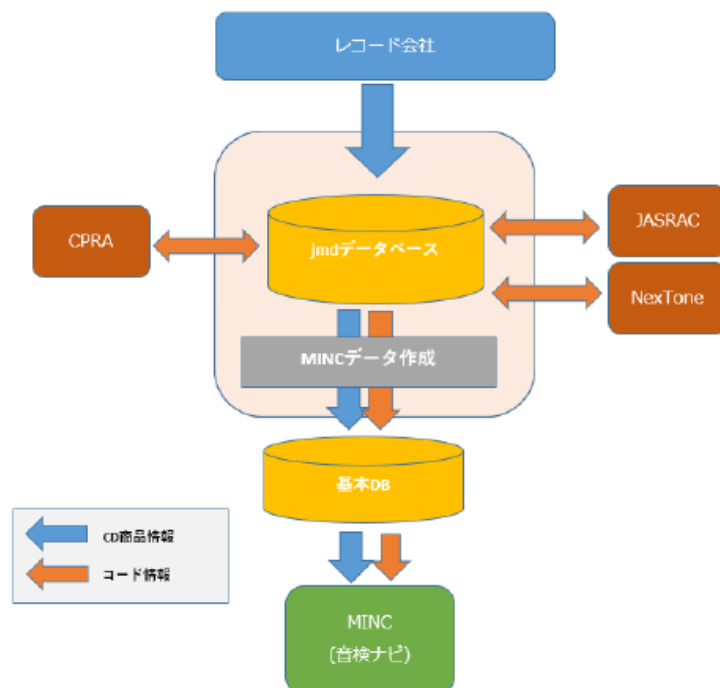 レコード会社
CPRA
jmdデータベース
JASRAC
NexTone
MINCデータ作成
基本DB
CD商品情報
コード情報
MINC
(音検ナビ)